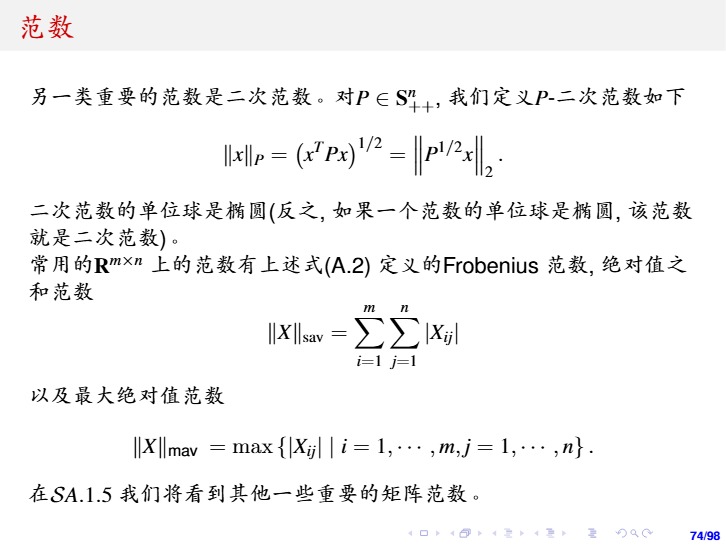 范数
另一类重要的范数是二次范数。对P ∈ S^n_{++}, 我们定义P-二次范数如下
‖x‖_P = (x^T Px)^{1/2} = ‖P^{1/2}x‖_2 .
二次范数的单位球是椭圆(反之, 如果一个范数的单位球是椭圆, 该范数
就是二次范数)。
常用的R^{m×n} 上的范数有上述式(A.2) 定义的Frobenius 范数, 绝对值之
和范数
‖X‖_{sav} = \sum_{i=1}^{m} \sum_{j=1}^{n} |X_{ij}|
以及最大绝对值范数
‖X‖_{mav} = max {|X_{ij}| | i = 1, ··· , m, j = 1, ··· , n} .
在SA.1.5 我们将看到其他一些重要的矩阵范数。
74/98